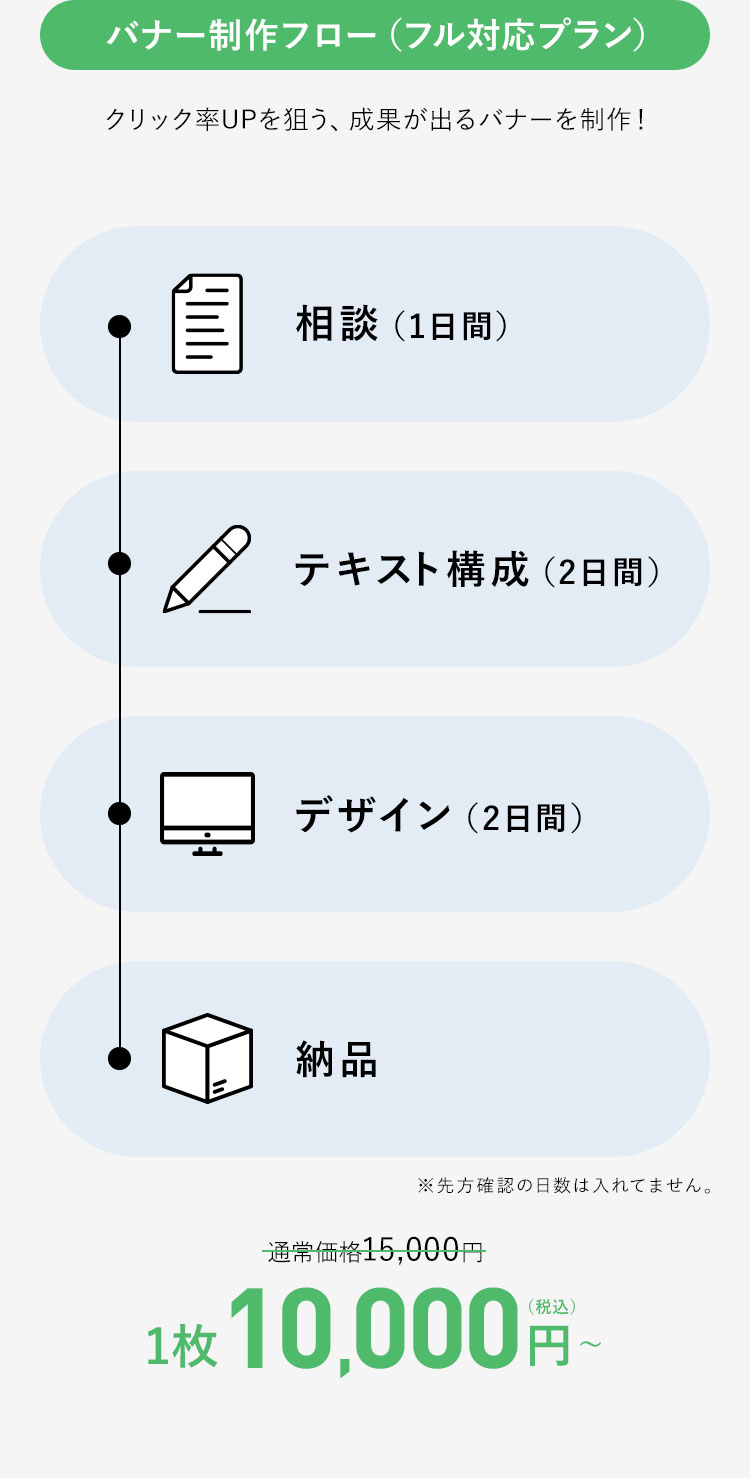 バナー制作フロー（フル対応プラン）
クリック率UPを狙う、成果が出るバナーを制作！
相談（1日間）
テキスト構成（2日間）
デザイン（2日間）
納品
※先方確認の日数は入れてません。
通常価格15,000円
1枚10,000円（税込）～